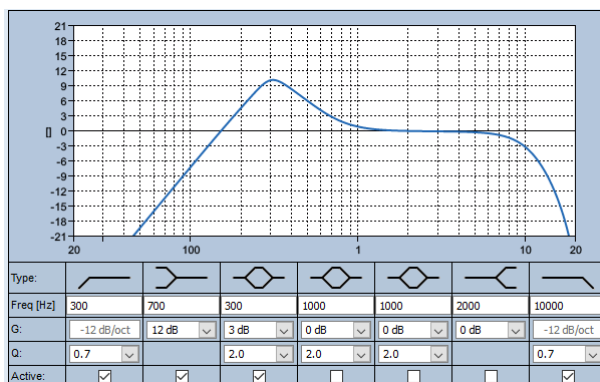 21
18
15
12
9
6
3
[] 0
-3
-6
-9
-12
-15
-18
-21
20 100 1 10 20
Type:
Freq [Hz] 300 700 300 1000 1000 2000 10000
G: -12 dB/oct 12 dB 3 dB 0 dB 0 dB 0 dB -12 dB/oct
Q: 0.7 2.0 2.0 2.0 0.7
Active: